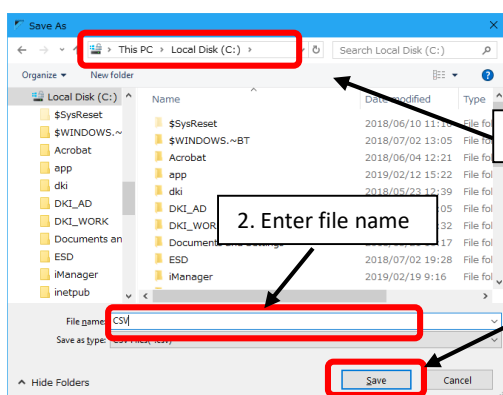 Save As
This PC > Local Disk (C:) >
Search Local Disk (C:)
Organize
New folder
Name
Date modified
Type
Local Disk (C:)
$SysReset
$WINDOWS.~
Acrobat
app
dki
DKI_AD
DKI_WORK
Documents an
ESD
iManager
inetpub
$SysReset 2018/06/10 11:16 File fol
$WINDOWS.~BT 2018/07/02 13:05 File fol
Acrobat 2018/06/04 12:21 File fol
app 2019/02/12 15:22 File fol
dki 2018/05/23 12:39 File fol
DKI_AD :05 File fol
DKI_WOR :32 File fol
Documents :17 File fol
ESD 2018/07/02 19:28 File fol
iManager 2019/02/19 9:16 File fol
2. Enter file name
File name: CSV
Save as type:
Hide Folders
Save
Cancel